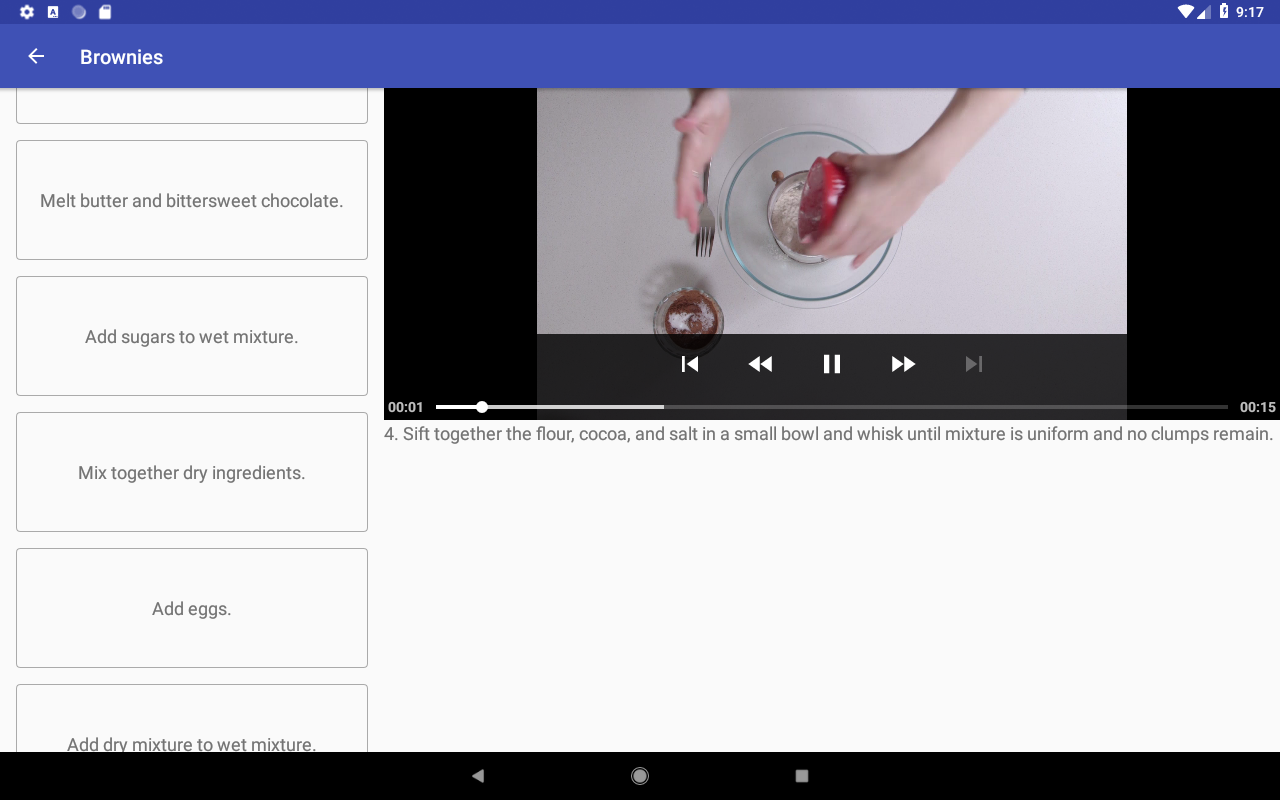 9:17
Brownies
Melt butter and bittersweet chocolate.
Add sugars to wet mixture.
Mix together dry ingredients.
Add eggs.
Add dry mixture to wet mixture.
00:01
00:15
4. Sift together the flour, cocoa, and salt in a small bowl and whisk until mixture is uniform and no clumps remain.